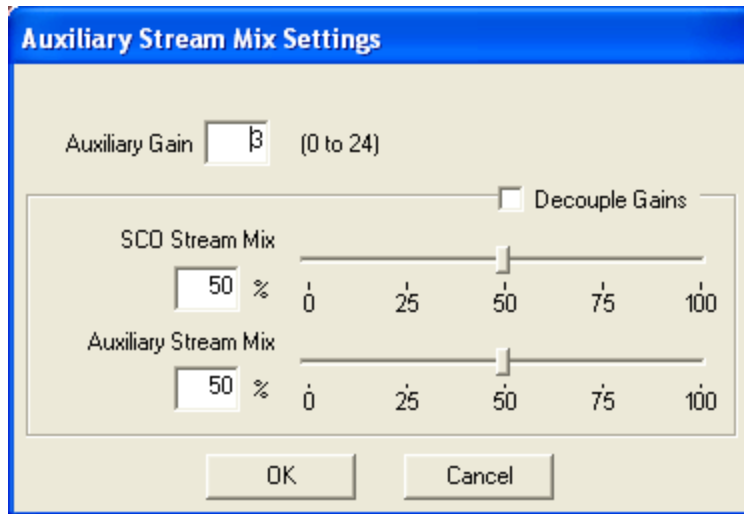 Auxiliary Stream Mix Settings
Auxiliary Gain 3 (0 to 24)
Decouple Gains
SCO Stream Mix
50 % 0 25 50 75 100
Auxiliary Stream Mix
50 % 0 25 50 75 100
OK Cancel